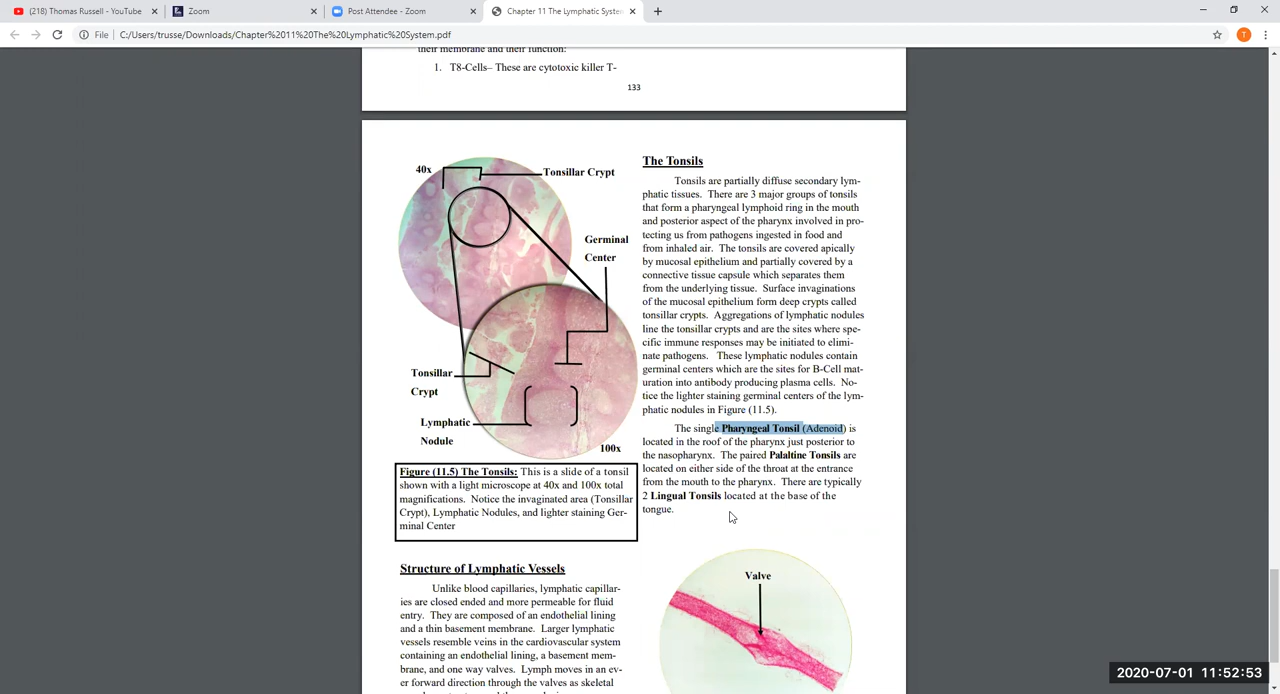 (218) Thomas Russell - YouTube
Zoom
Post Attendee - Zoom
Chapter 11 The Lymphatic System
File
C:/Users/trusse/Downloads/Chapter%2011%20The%20Lymphatic%20System.pdf
T
their membrane and their function:
1. T8-Cells– These are cytotoxic killer T-
133
40x
Tonsillar Crypt
Germinal
Center
Tonsillar
Crypt
Lymphatic
Nodule
100x
Figure (11.5) The Tonsils: This is a slide of a tonsil
shown with a light microscope at 40x and 100x total
magnifications. Notice the invaginated area (Tonsillar
Crypt), Lymphatic Nodules, and lighter staining Ger-
minal Center
Structure of Lymphatic Vessels
Unlike blood capillaries, lymphatic capillar-
ies are closed ended and more permeable for fluid
entry. They are composed of an endothelial lining
and a thin basement membrane. Larger lymphatic
vessels resemble veins in the cardiovascular system
containing an endothelial lining, a basement mem-
brane, and one way valves. Lymph moves in an ev-
er forward direction through the valves as skeletal
The Tonsils
Tonsils are partially diffuse secondary lym-
phatic tissues. There are 3 major groups of tonsils
that form a pharyngeal lymphoid ring in the mouth
and posterior aspect of the pharynx involved in pro-
tecting us from pathogens ingested in food and
from inhaled air. The tonsils are covered apically
by mucosal epithelium and partially covered by a
connective tissue capsule which separates them
from the underlying tissue. Surface invaginations
of the mucosal epithelium form deep crypts called
tonsillar crypts. Aggregations of lymphatic nodules
line the tonsillar crypts and are the sites where spe-
cific immune responses may be initiated to elimi-
nate pathogens. These lymphatic nodules contain
germinal centers which are the sites for B-Cell mat-
uration into antibody producing plasma cells. No-
tice the lighter staining germinal centers of the lym-
phatic nodules in Figure (11.5).
The single Pharyngeal Tonsil (Adenoid) is
located in the roof of the pharynx just posterior to
the nasopharynx. The paired Palaltine Tonsils are
located on either side of the throat at the entrance
from the mouth to the pharynx. There are typically
2 Lingual Tonsils located at the base of the
tongue.
Valve
2020-07-01 11:52:53